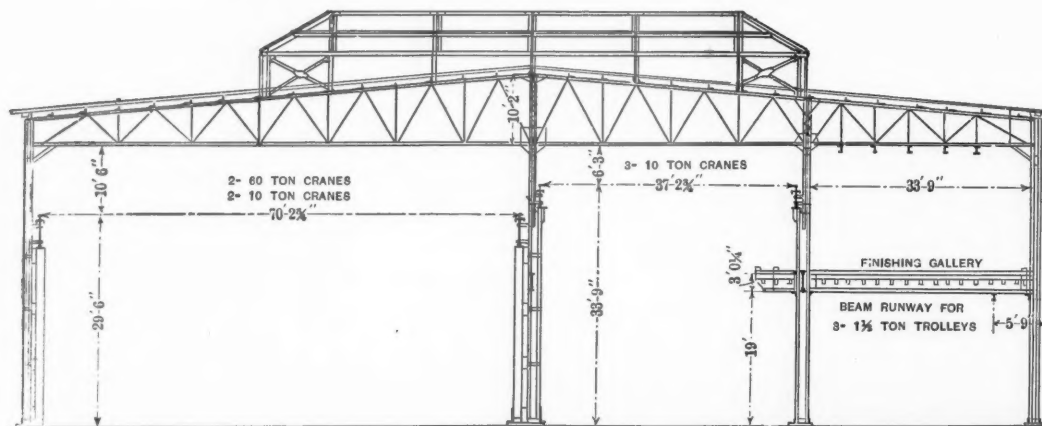 10'-2"
10'6"
2- 60 TON CRANES
2- 10 TON CRANES
70'-2¾"
29'-6"
6'-3"
3- 10 TON CRANES
37'-2¾"
33'-9"
33'-9"
FINISHING GALLERY
3'0¼"
BEAM RUNWAY FOR
3- 1½ TON TROLLEYS
5'9"
19'